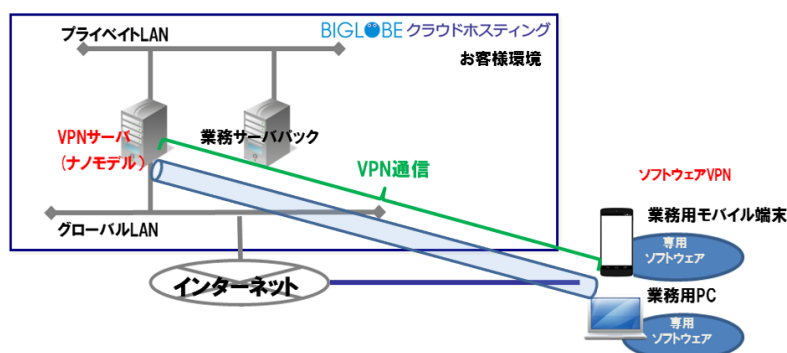 プライベイトLAN
BIGLOBE クラウドホスティング
お客様環境
VPNサーバ
(ナノモデル)
業務サーババック
VPN通信
ソフトウェアVPN
グローバルLAN
業務用モバイル端末
専用
ソフトウェア
インターネット
業務用PC
専用
ソフトウェア